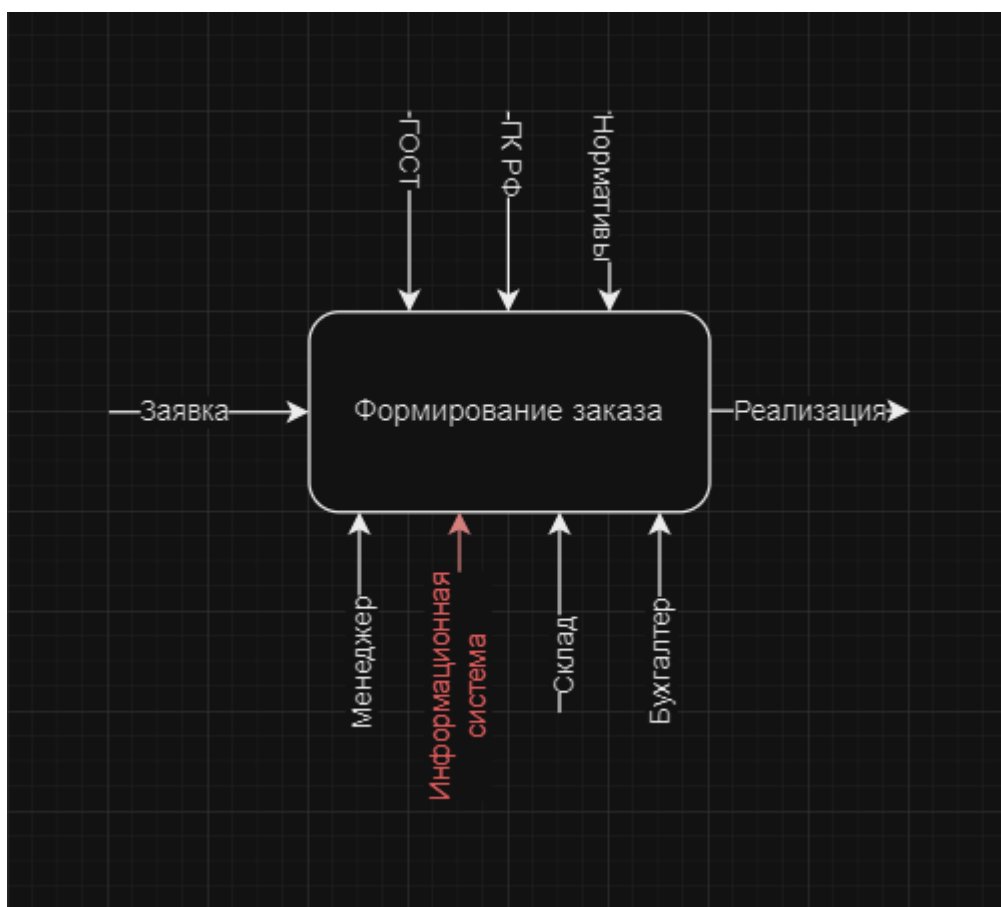 ГОСТ
ГК РФ
Нормативы
Заявка
Формирование заказа
Реализация
Менеджер
Информационная
система
Склад
Бухгалтер